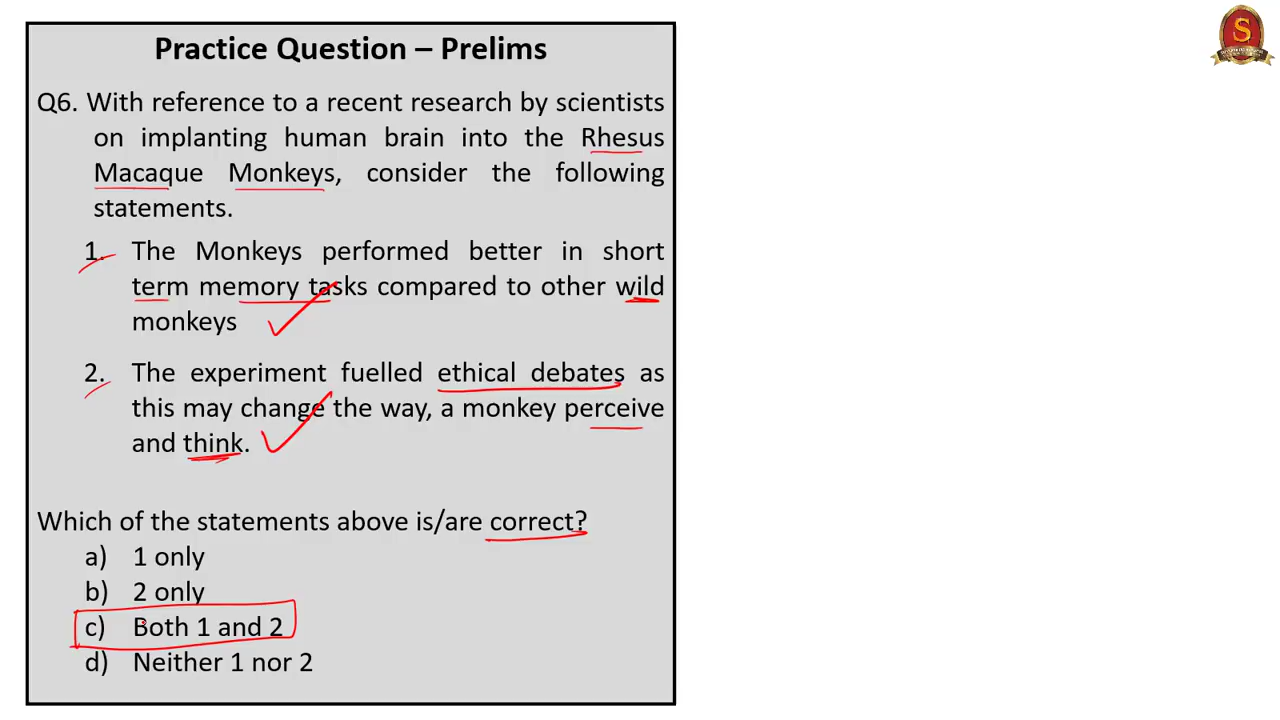 Practice Question – Prelims
Q6. With reference to a recent research by scientists
on implanting human brain into the Rhesus
Macaque Monkeys, consider the following
statements.
1. The Monkeys performed better in short
term memory tasks compared to other wild
monkeys
2. The experiment fuelled ethical debates as
this may change the way, a monkey perceive
and think.
Which of the statements above is/are correct?
a) 1 only
b) 2 only
c) Both 1 and 2
d) Neither 1 nor 2
S